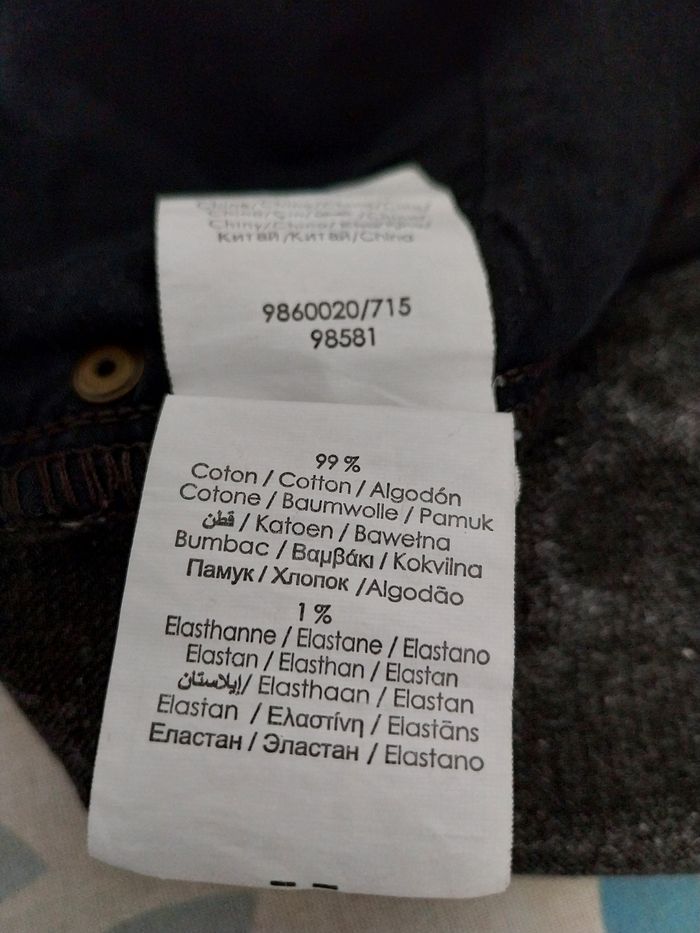 Китай/Китай/China
9860020/715
98581
99 %
Coton / Cotton / Algodón
Cotone / Baumwolle / Pamuk
قطن / Katoen / Bawełna
Bumbac / Βαμβάκι / Kokvilna
Памук / Хлопок /Algodão
1 %
Elasthanne / Elastane / Elastano
Elastan / Elasthan / Elastan
إيلاستان/ Elasthaan / Elastan
Elastan / Ελαστίνη / Elastāns
Еластан / Эластан / Elastano